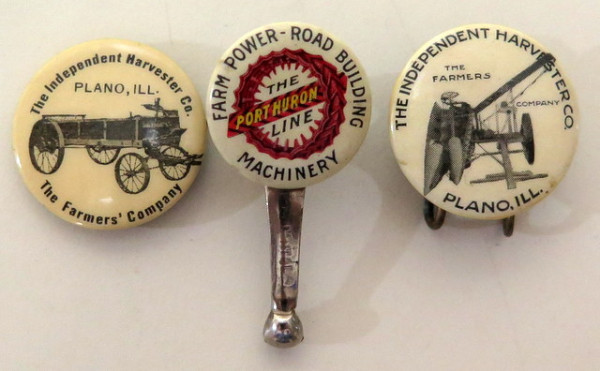 The Independent Harvester Co.
PLANO, ILL.
The Farmers' Company
FARM POWER-ROAD BUILDING
THE
PORT HURON
LINE
MACHINERY
THE INDEPENDENT HARVESTER CO.
THE
FARMERS
COMPANY
PLANO, ILL.